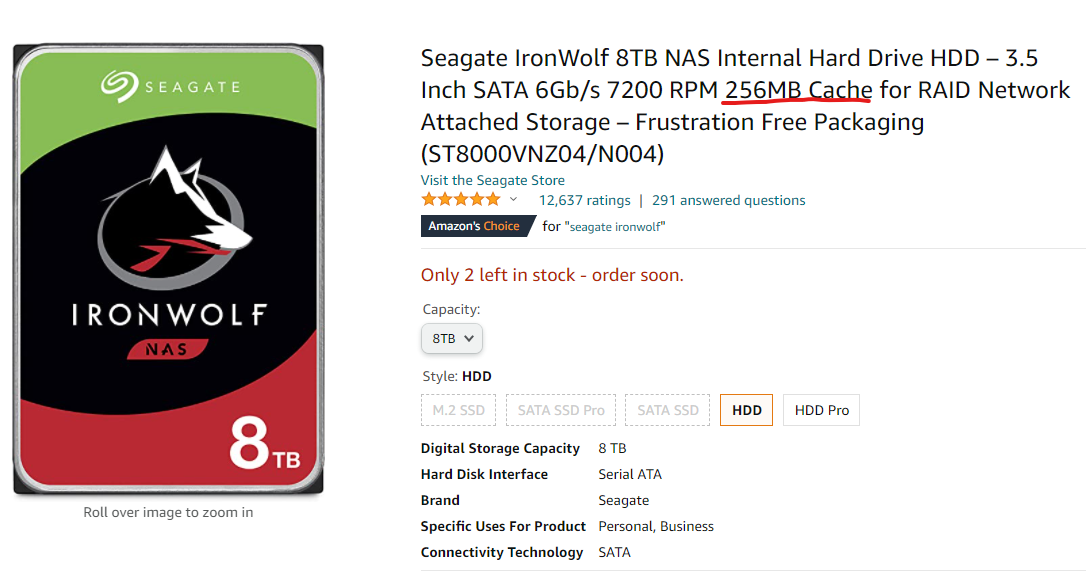 SEAGATE
IRONWOLF
NAS
8TB
Roll over image to zoom in
Seagate IronWolf 8TB NAS Internal Hard Drive HDD – 3.5
Inch SATA 6Gb/s 7200 RPM 256MB Cache for RAID Network
Attached Storage – Frustration Free Packaging
(ST8000VNZ04/N004)
Visit the Seagate Store
12,637 ratings | 291 answered questions
Amazon's Choice for "seagate ironwolf"
Only 2 left in stock - order soon.
Capacity:
8TB
Style: HDD
M.2 SSD SATA SSD Pro SATA SSD HDD HDD Pro
Digital Storage Capacity 8 TB
Hard Disk Interface Serial ATA
Brand Seagate
Specific Uses For Product Personal, Business
Connectivity Technology SATA